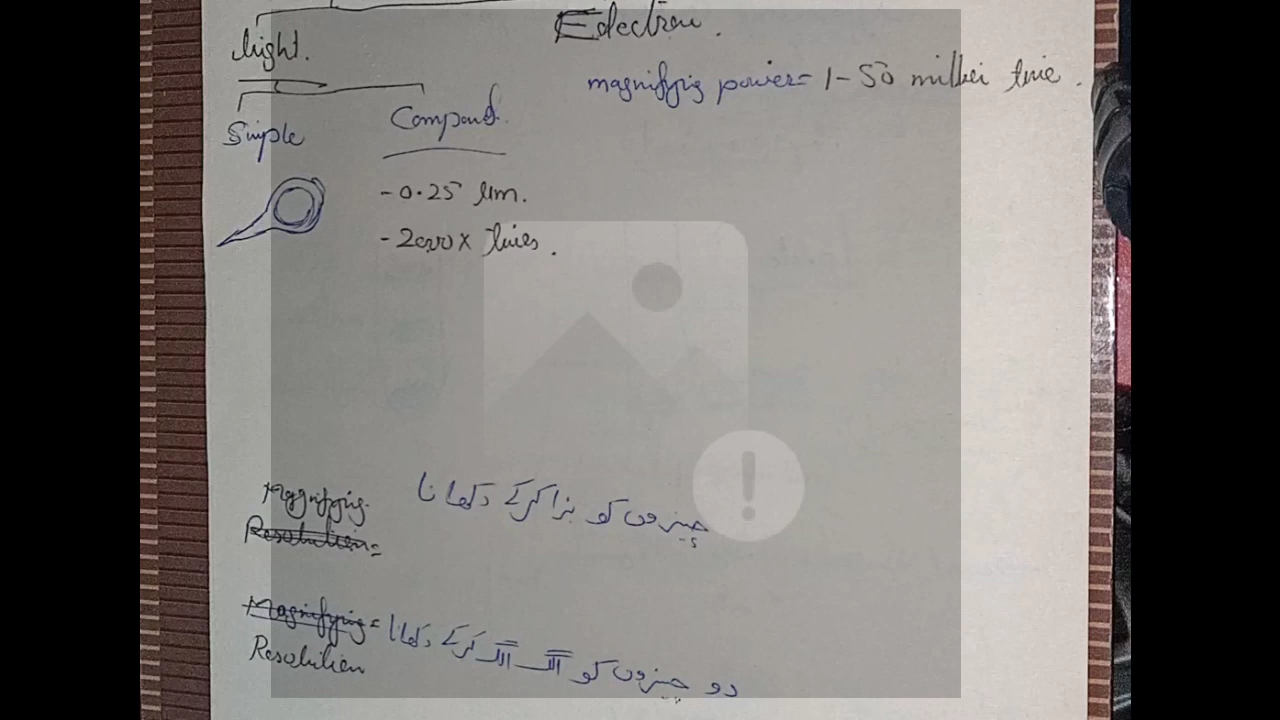 Light.
Electron.
magnifying power = 1-50 million time.
Simple
Compound.
- 0.25 µm.
- 2000x times.
Magnifying
چیزوں کو بڑا کرکے دکھانا
Resolution =
Magnifying =
دو چیزوں کو الگ الگ کرکے دکھانا
Resolution